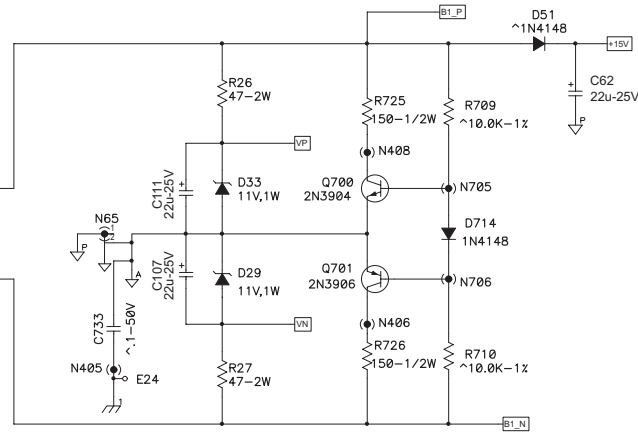 B1_P
D51
^1N4148
+15V
C62
22u-25V
P
R26
47-2W
R725
150-1/2W
R709
^10.0K-1%
N408
VP
C111
22u-25V
D33
11V,1W
Q700
2N3904
N705
N65
1
2
P
A
D714
1N4148
C107
22u-25V
D29
11V,1W
Q701
2N3906
N706
C733
^.1-50V
VN
N406
R726
150-1/2W
R710
^10.0K-1%
N405
E24
R27
47-2W
1
B1_N